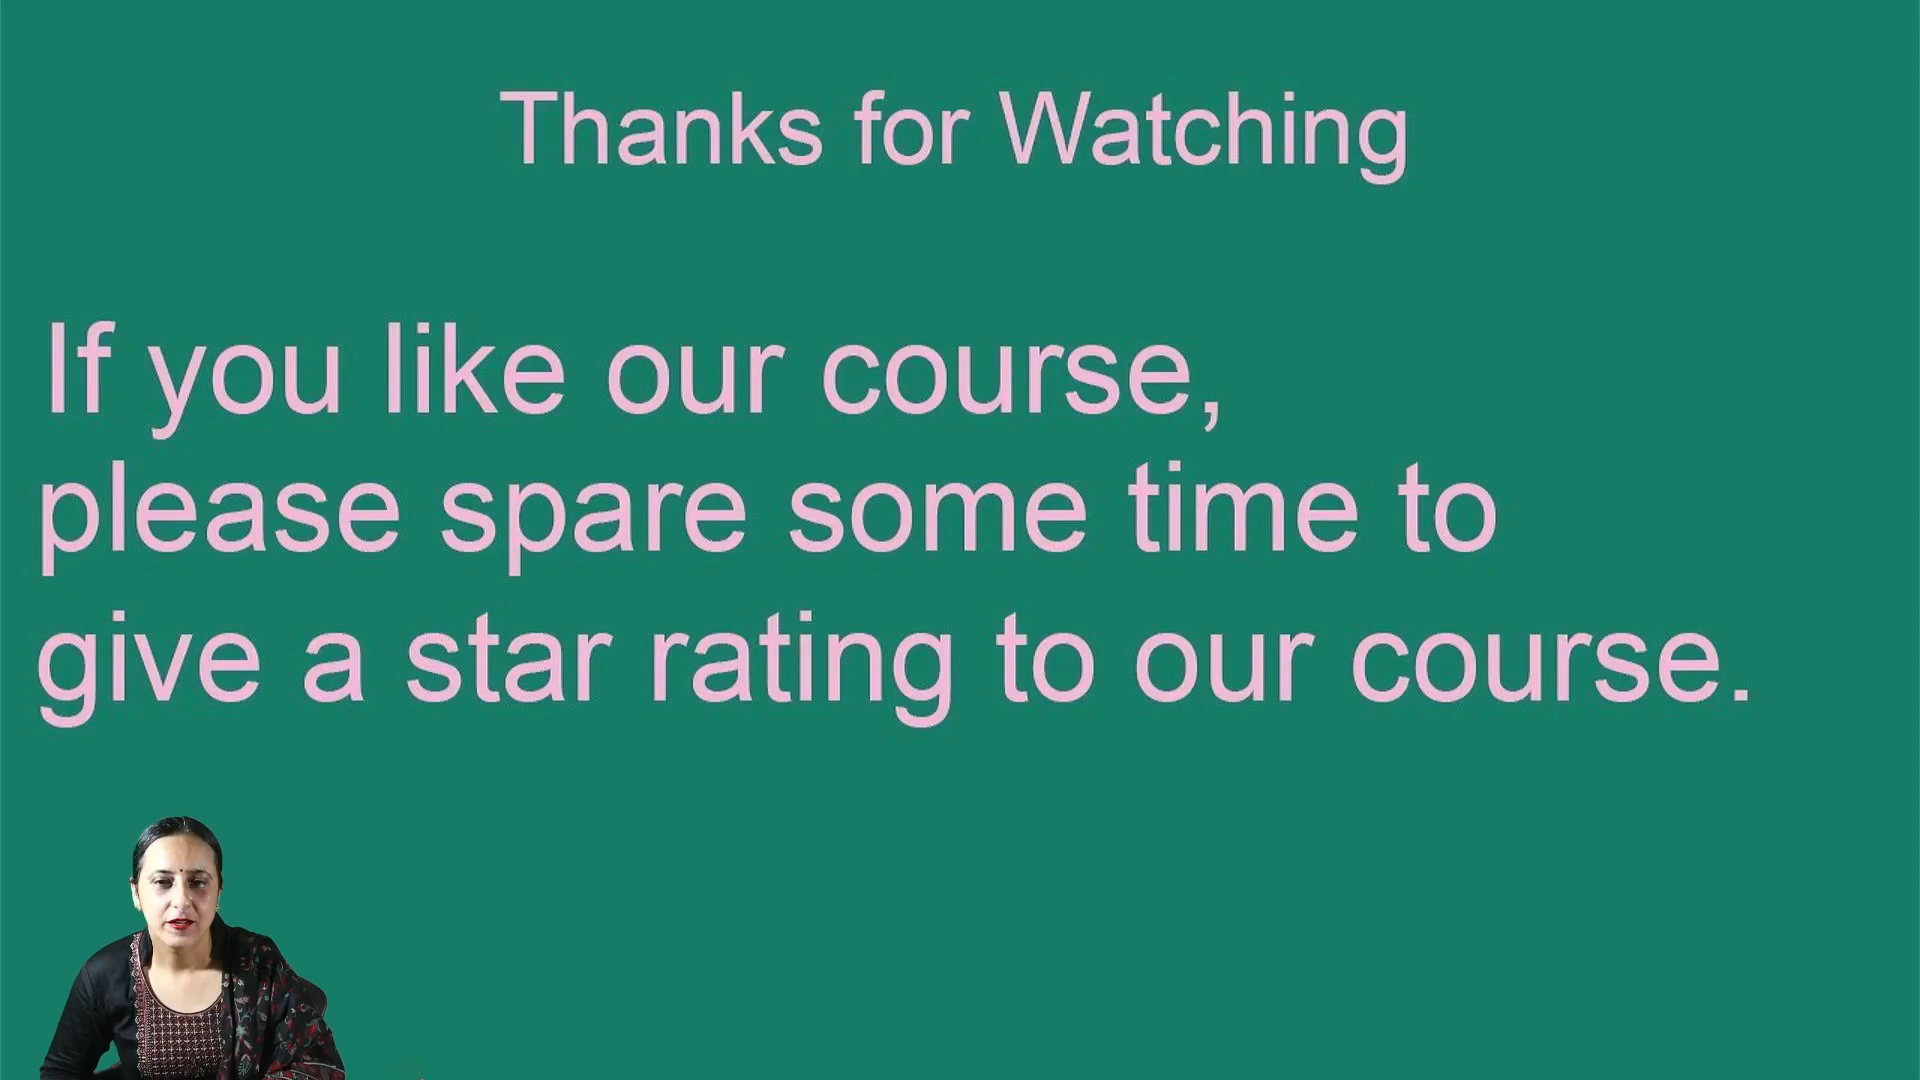 Thanks for Watching
If you like our course,
please spare some time to
give a star rating to our course.